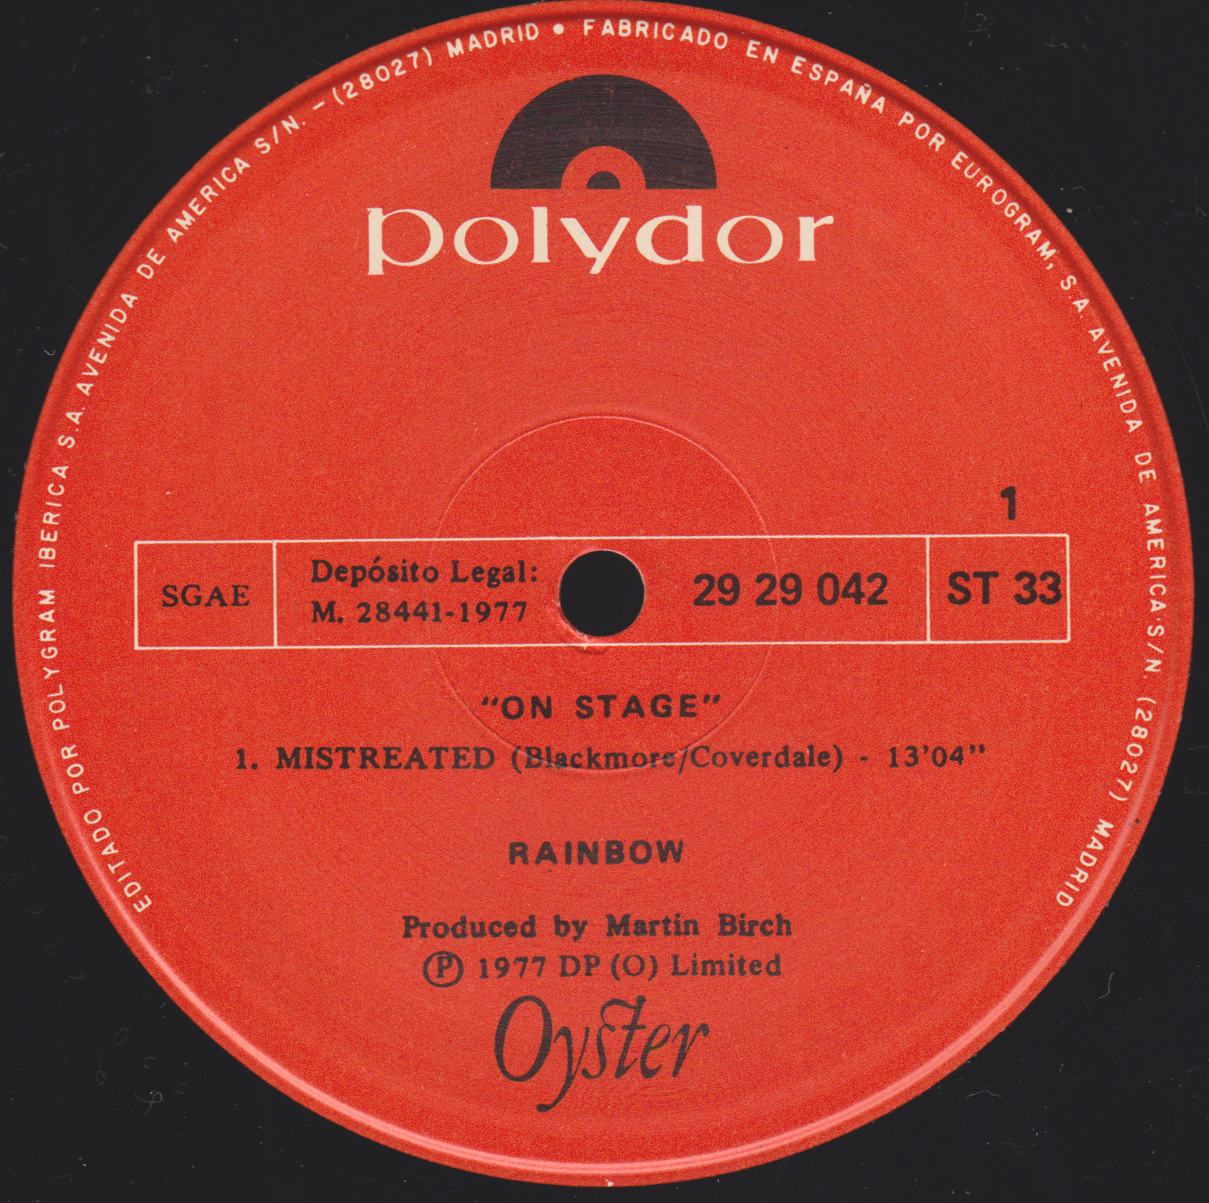 EDITADO POR POLYGRAM IBERICA S.A. AVENIDA DE AMERICA S/N. - (28027) MADRID • FABRICADO EN ESPAÑA POR EUROGRAM, S.A. AVENIDA DE AMERICA S/N. (28027) MADRID
polydor
1
SGAE
Depósito Legal:
M. 28441-1977
29 29 042
ST 33
"ON STAGE"
1. MISTREATED (Blackmore/Coverdale) - 13'04"
RAINBOW
Produced by Martin Birch
Ⓟ 1977 DP (O) Limited
Oyster